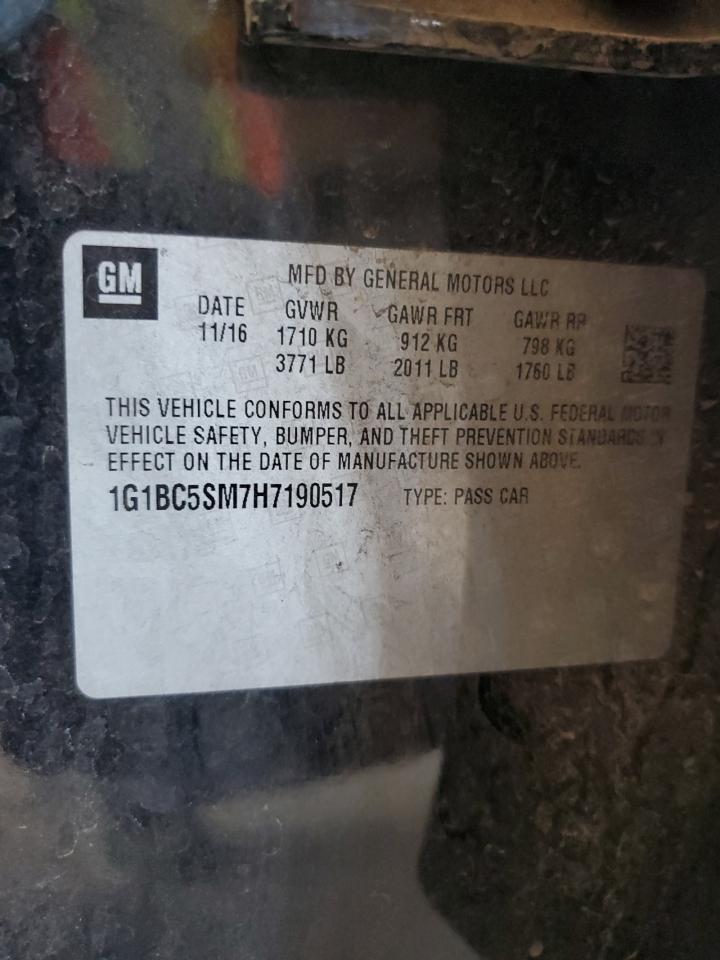 GM
MFD BY GENERAL MOTORS LLC
DATE GVWR GAWR FRT GAWR RR
11/16 1710 KG 912 KG 798 KG
3771 LB 2011 LB 1760 LB
THIS VEHICLE CONFORMS TO ALL APPLICABLE U.S. FEDERAL MOTOR
VEHICLE SAFETY, BUMPER, AND THEFT PREVENTION STANDARDS IN
EFFECT ON THE DATE OF MANUFACTURE SHOWN ABOVE.
1G1BC5SM7H7190517 TYPE: PASS CAR